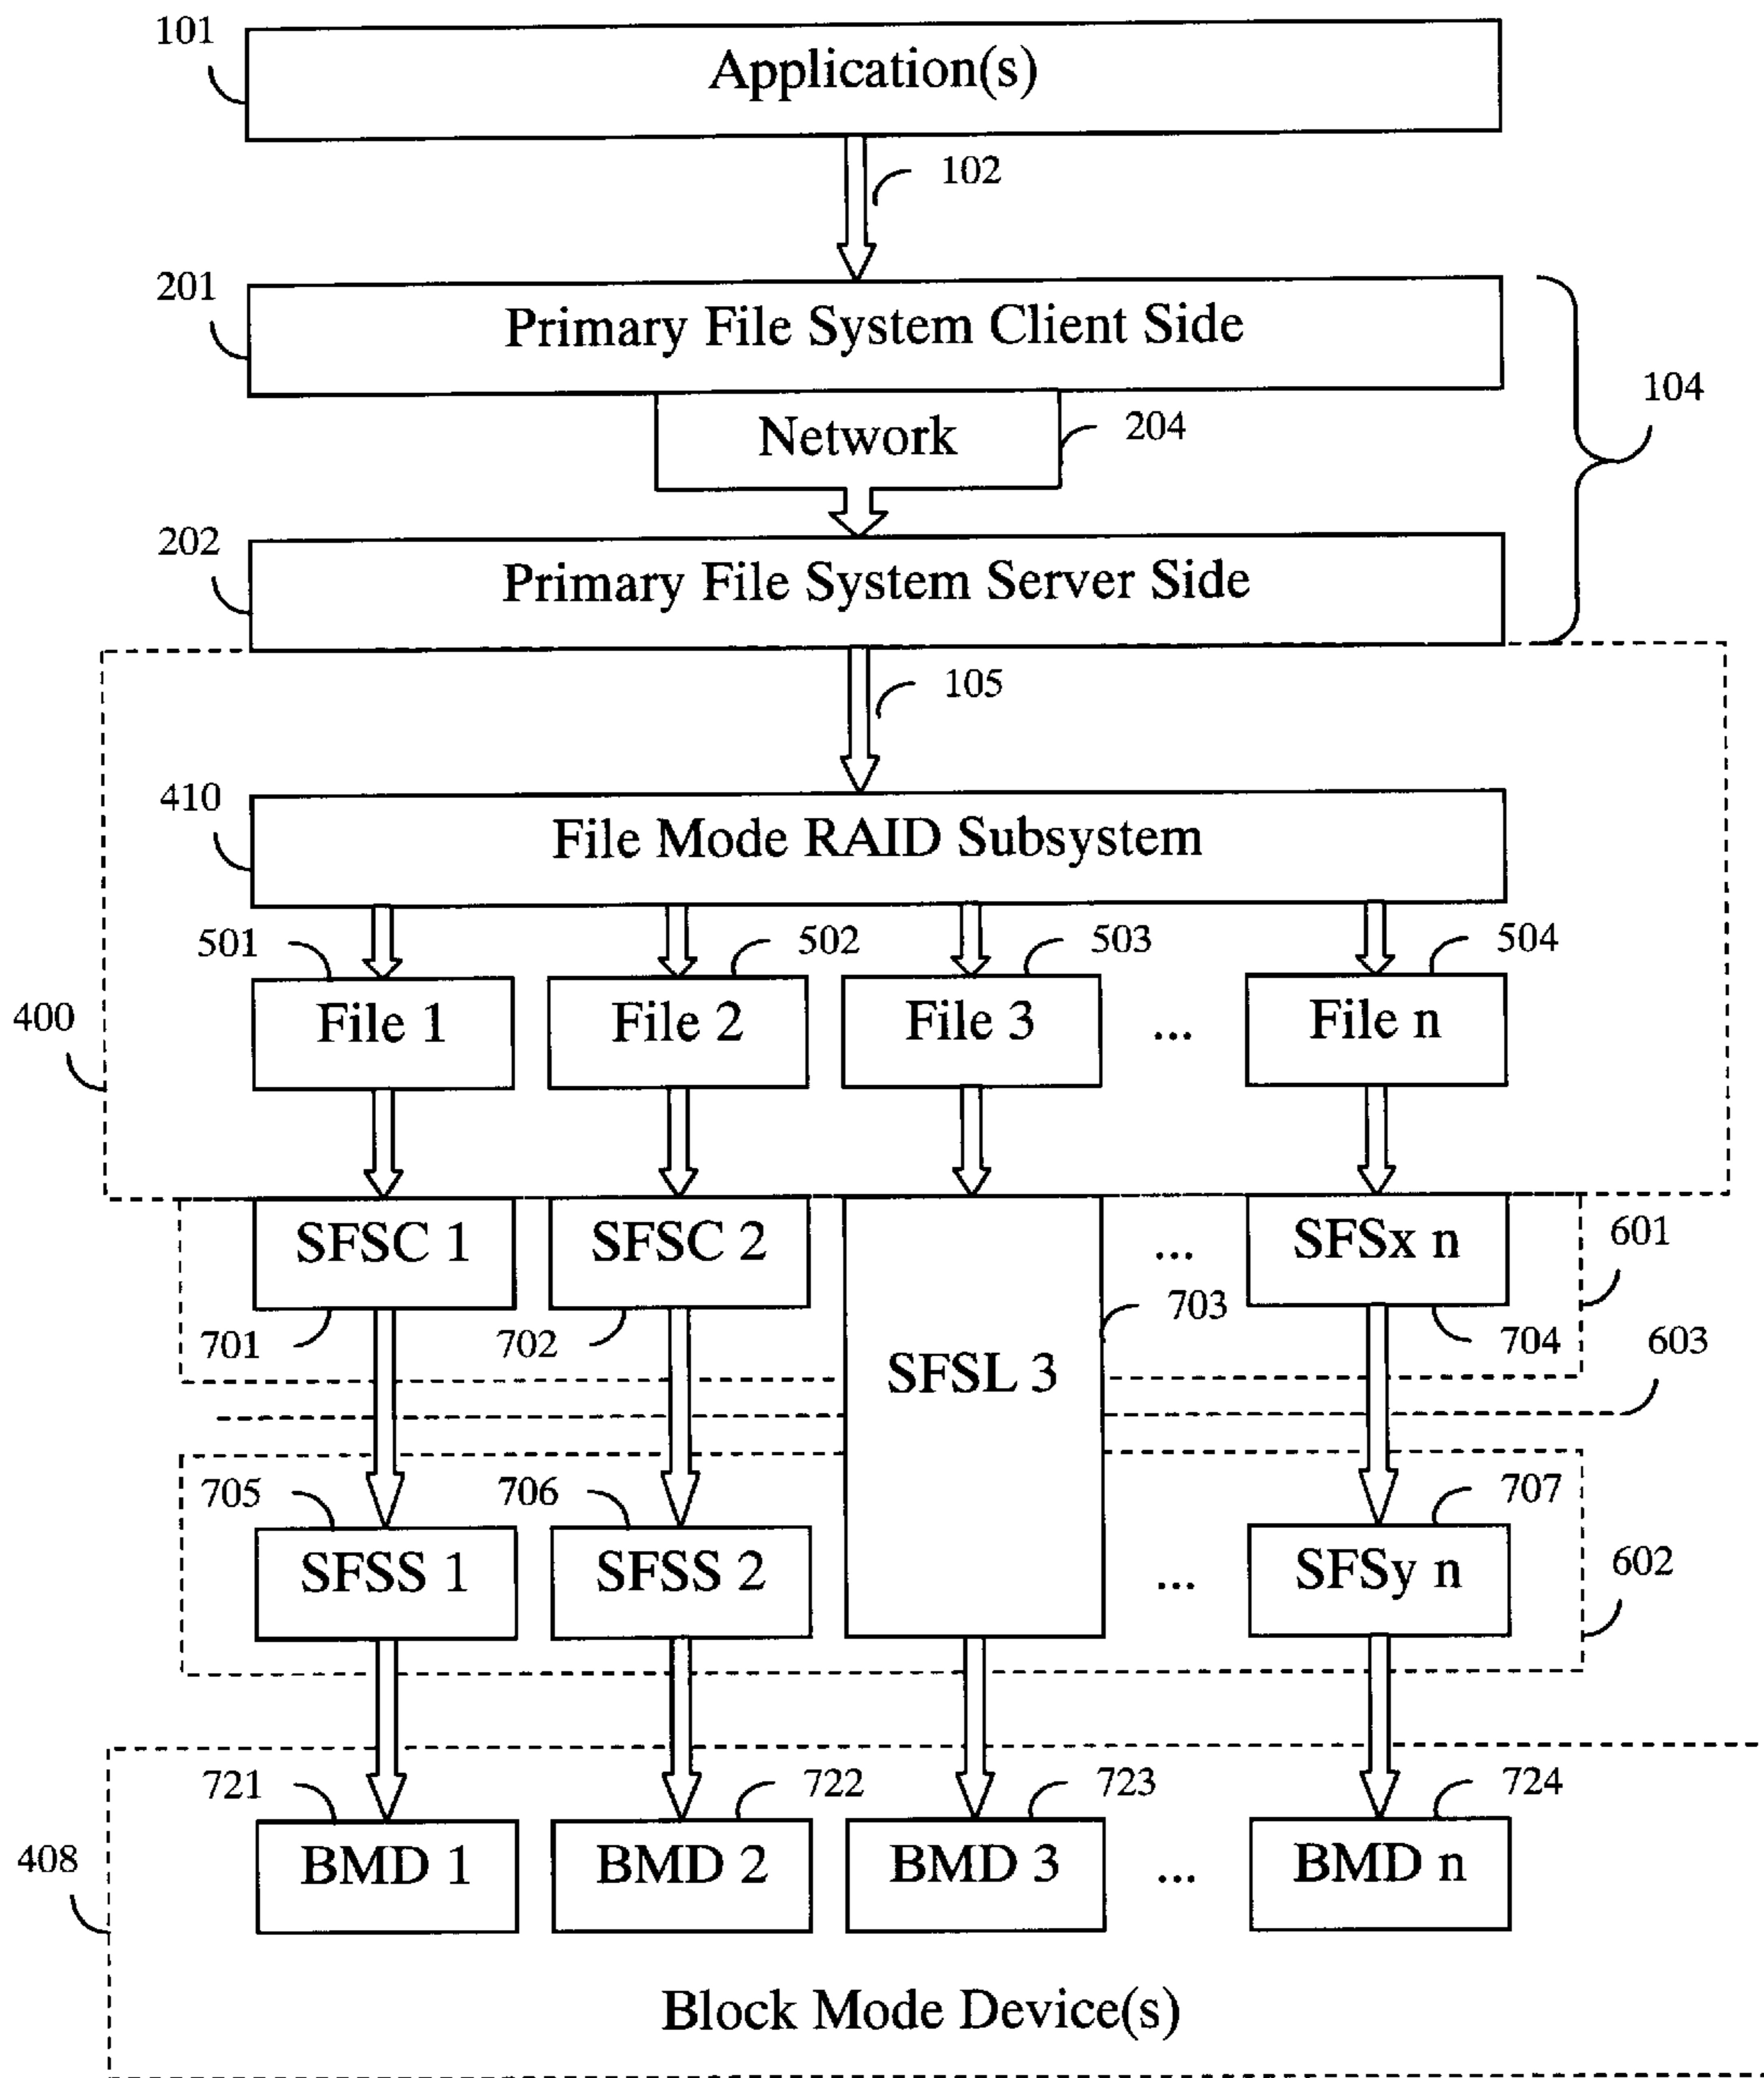 101
Application(s)
102
201
Primary File System Client Side
104
Network
204
202
Primary File System Server Side
105
410
File Mode RAID Subsystem
501
502
503
504
400
File 1
File 2
File 3
...
File n
SFSC 1
SFSC 2
...
SFSx n
601
701
702
703
704
603
SFSL 3
705
706
707
SFSS 1
SFSS 2
...
SFSy n
602
721
722
723
724
408
BMD 1
BMD 2
BMD 3
...
BMD n
Block Mode Device(s)